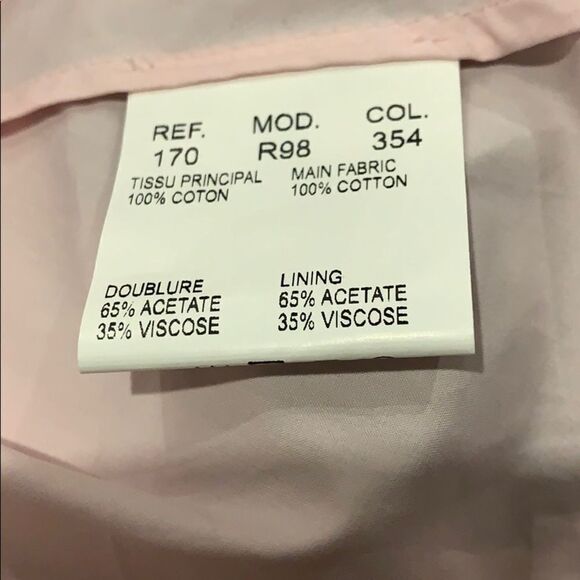 REF. MOD. COL.
170 R98 354
TISSU PRINCIPAL MAIN FABRIC
100% COTON 100% COTTON
DOUBLURE LINING
65% ACETATE 65% ACETATE
35% VISCOSE 35% VISCOSE